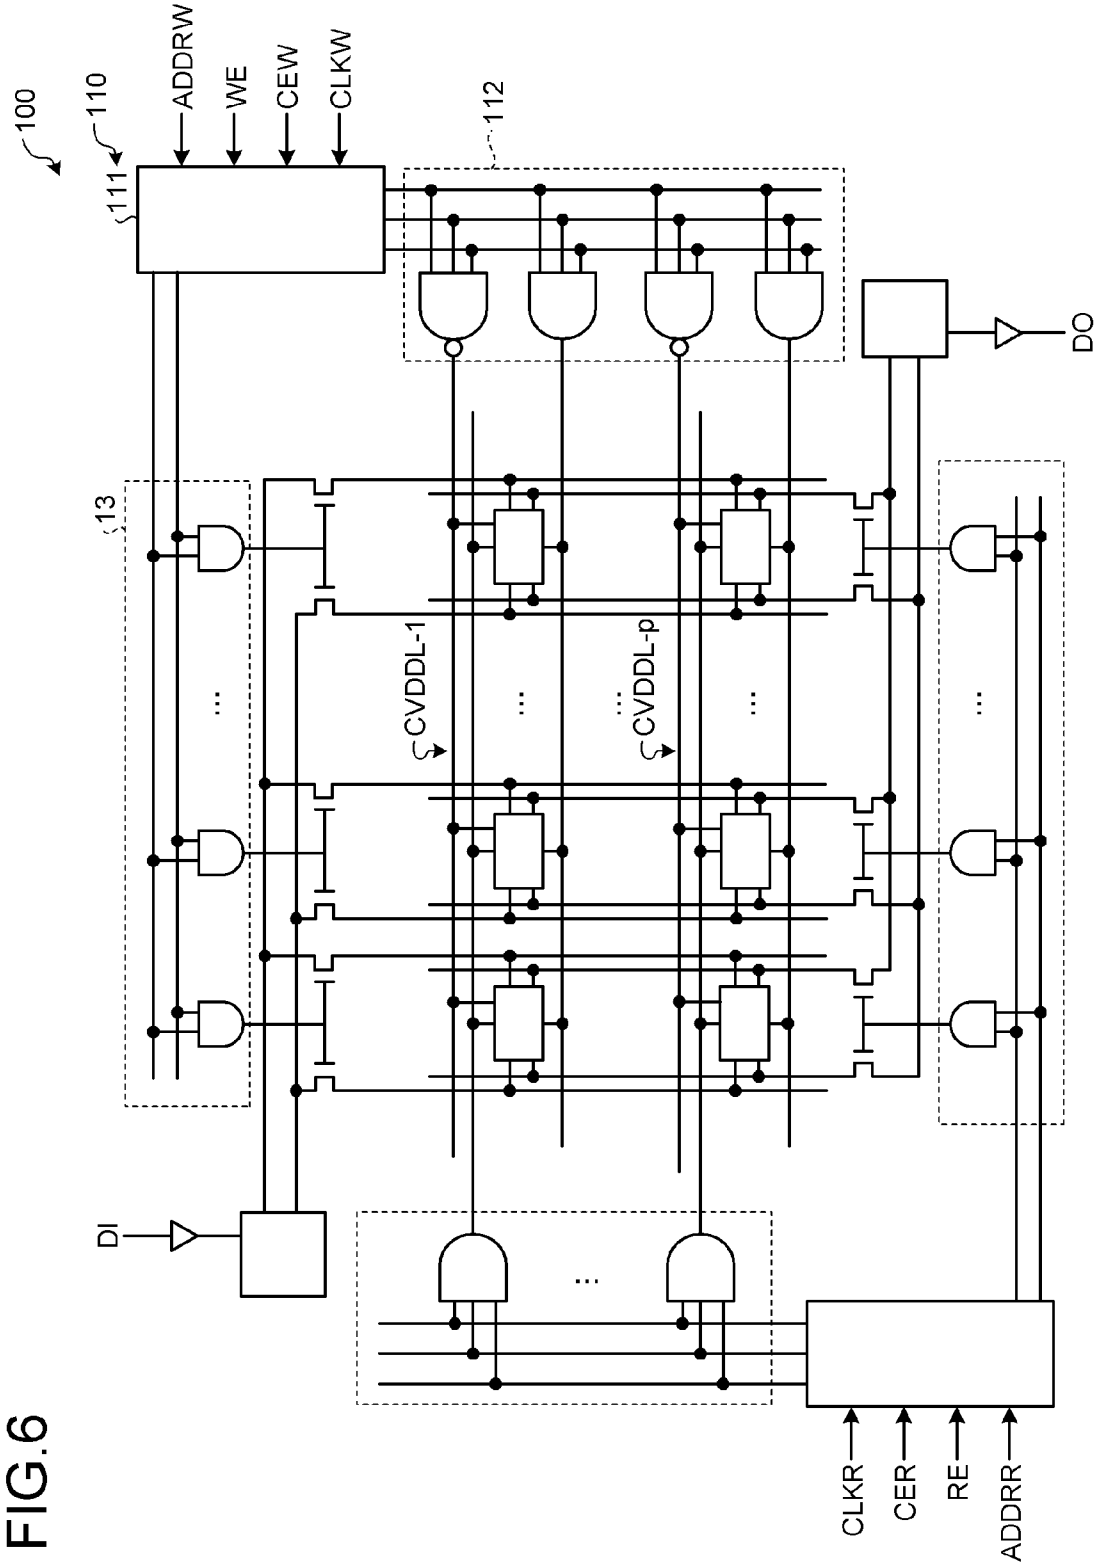 FIG.6
100
110
111
ADDRW
WE
CEW
CLKW
112
13
...
CVDDL-1
...
...
CVDDL-p
...
...
DI
DO
...
CLKR
CER
RE
ADDRR